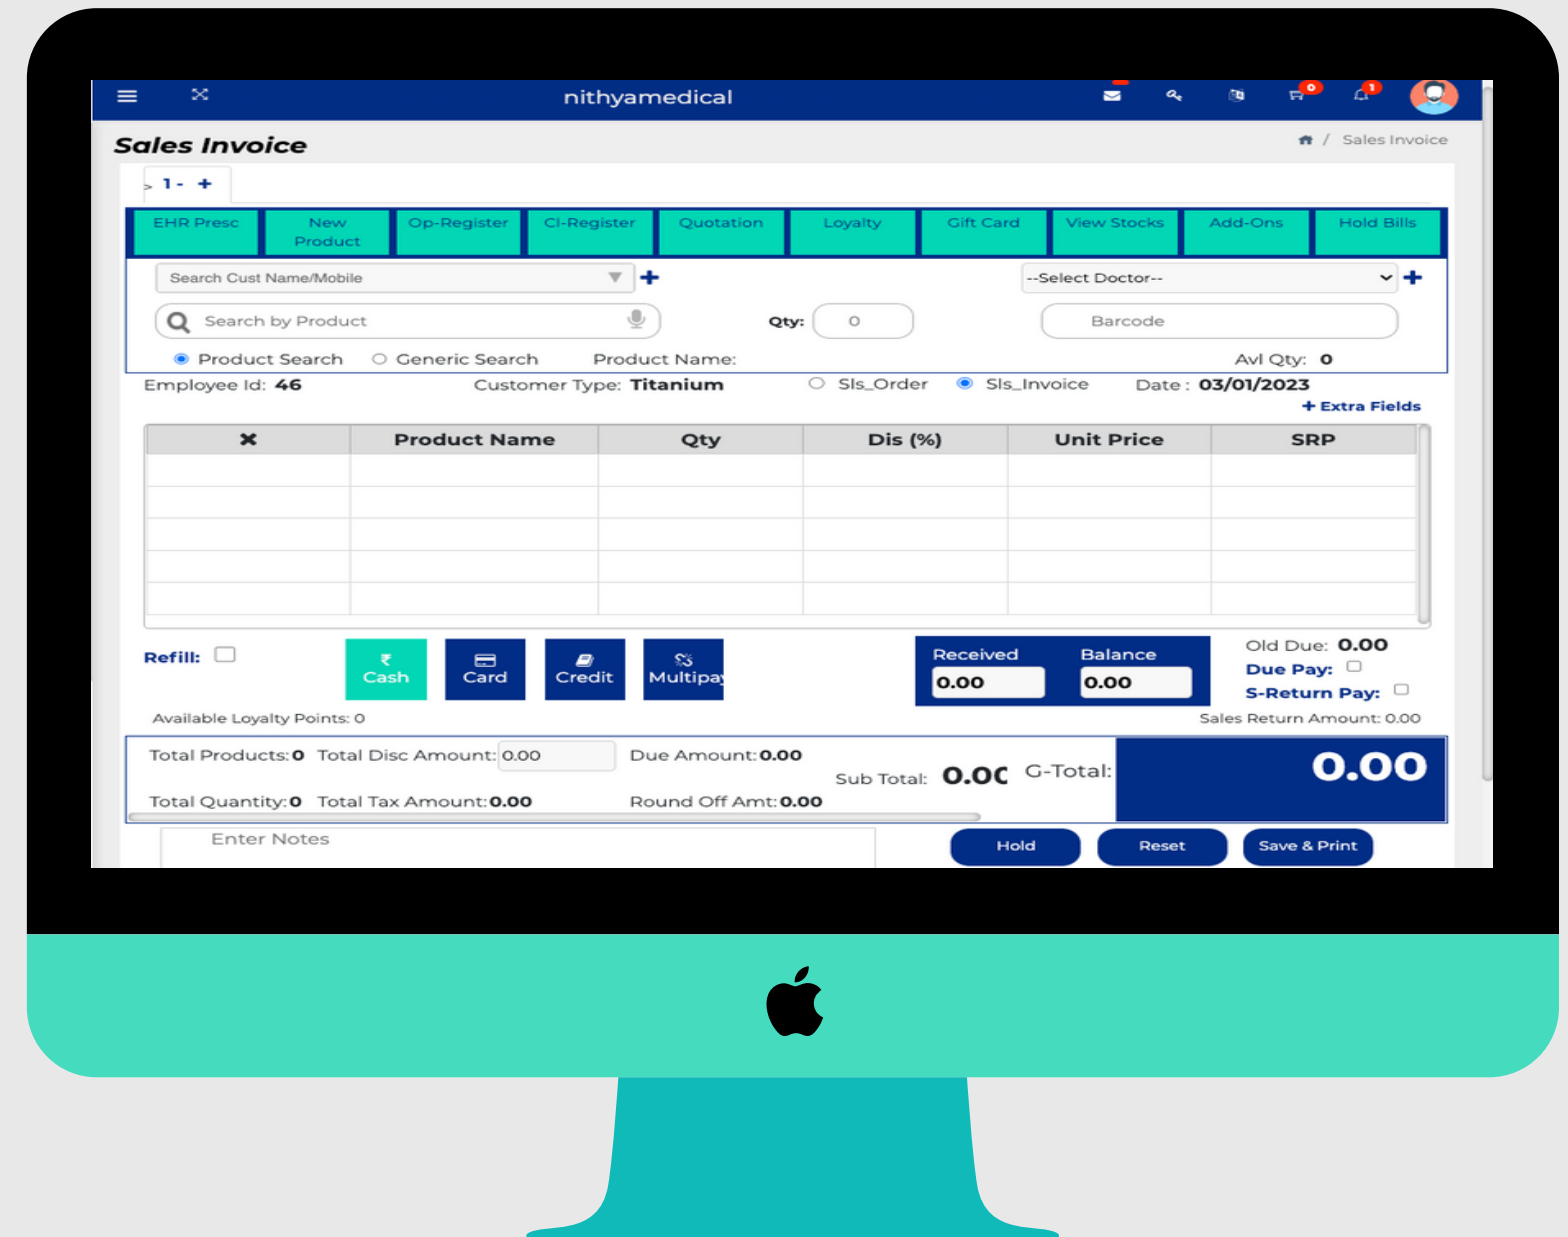 nithyamedical
0
1
Sales Invoice
/ Sales Invoice
> 1 - +
EHR Presc New Product Op-Register Cl-Register Quotation Loyalty Gift Card View Stocks Add-Ons Hold Bills
Search Cust Name/Mobile + --Select Doctor-- +
Search by Product Qty: 0 Barcode
Product Search Generic Search Product Name: Avl Qty: 0
Employee Id: 46 Customer Type: Titanium Sls_Order Sls_Invoice Date : 03/01/2023
+ Extra Fields
✖ Product Name Qty Dis (%) Unit Price SRP
Refill: ₹ Cash Card Credit Multipay
Received Balance
0.00 0.00
Old Due: 0.00
Due Pay:
S-Return Pay:
Available Loyalty Points: 0 Sales Return Amount: 0.00
Total Products: 0 Total Disc Amount: 0.00 Due Amount: 0.00
Sub Total: 0.00 G-Total: 0.00
Total Quantity: 0 Total Tax Amount: 0.00 Round Off Amt: 0.00
Enter Notes Hold Reset Save & Print